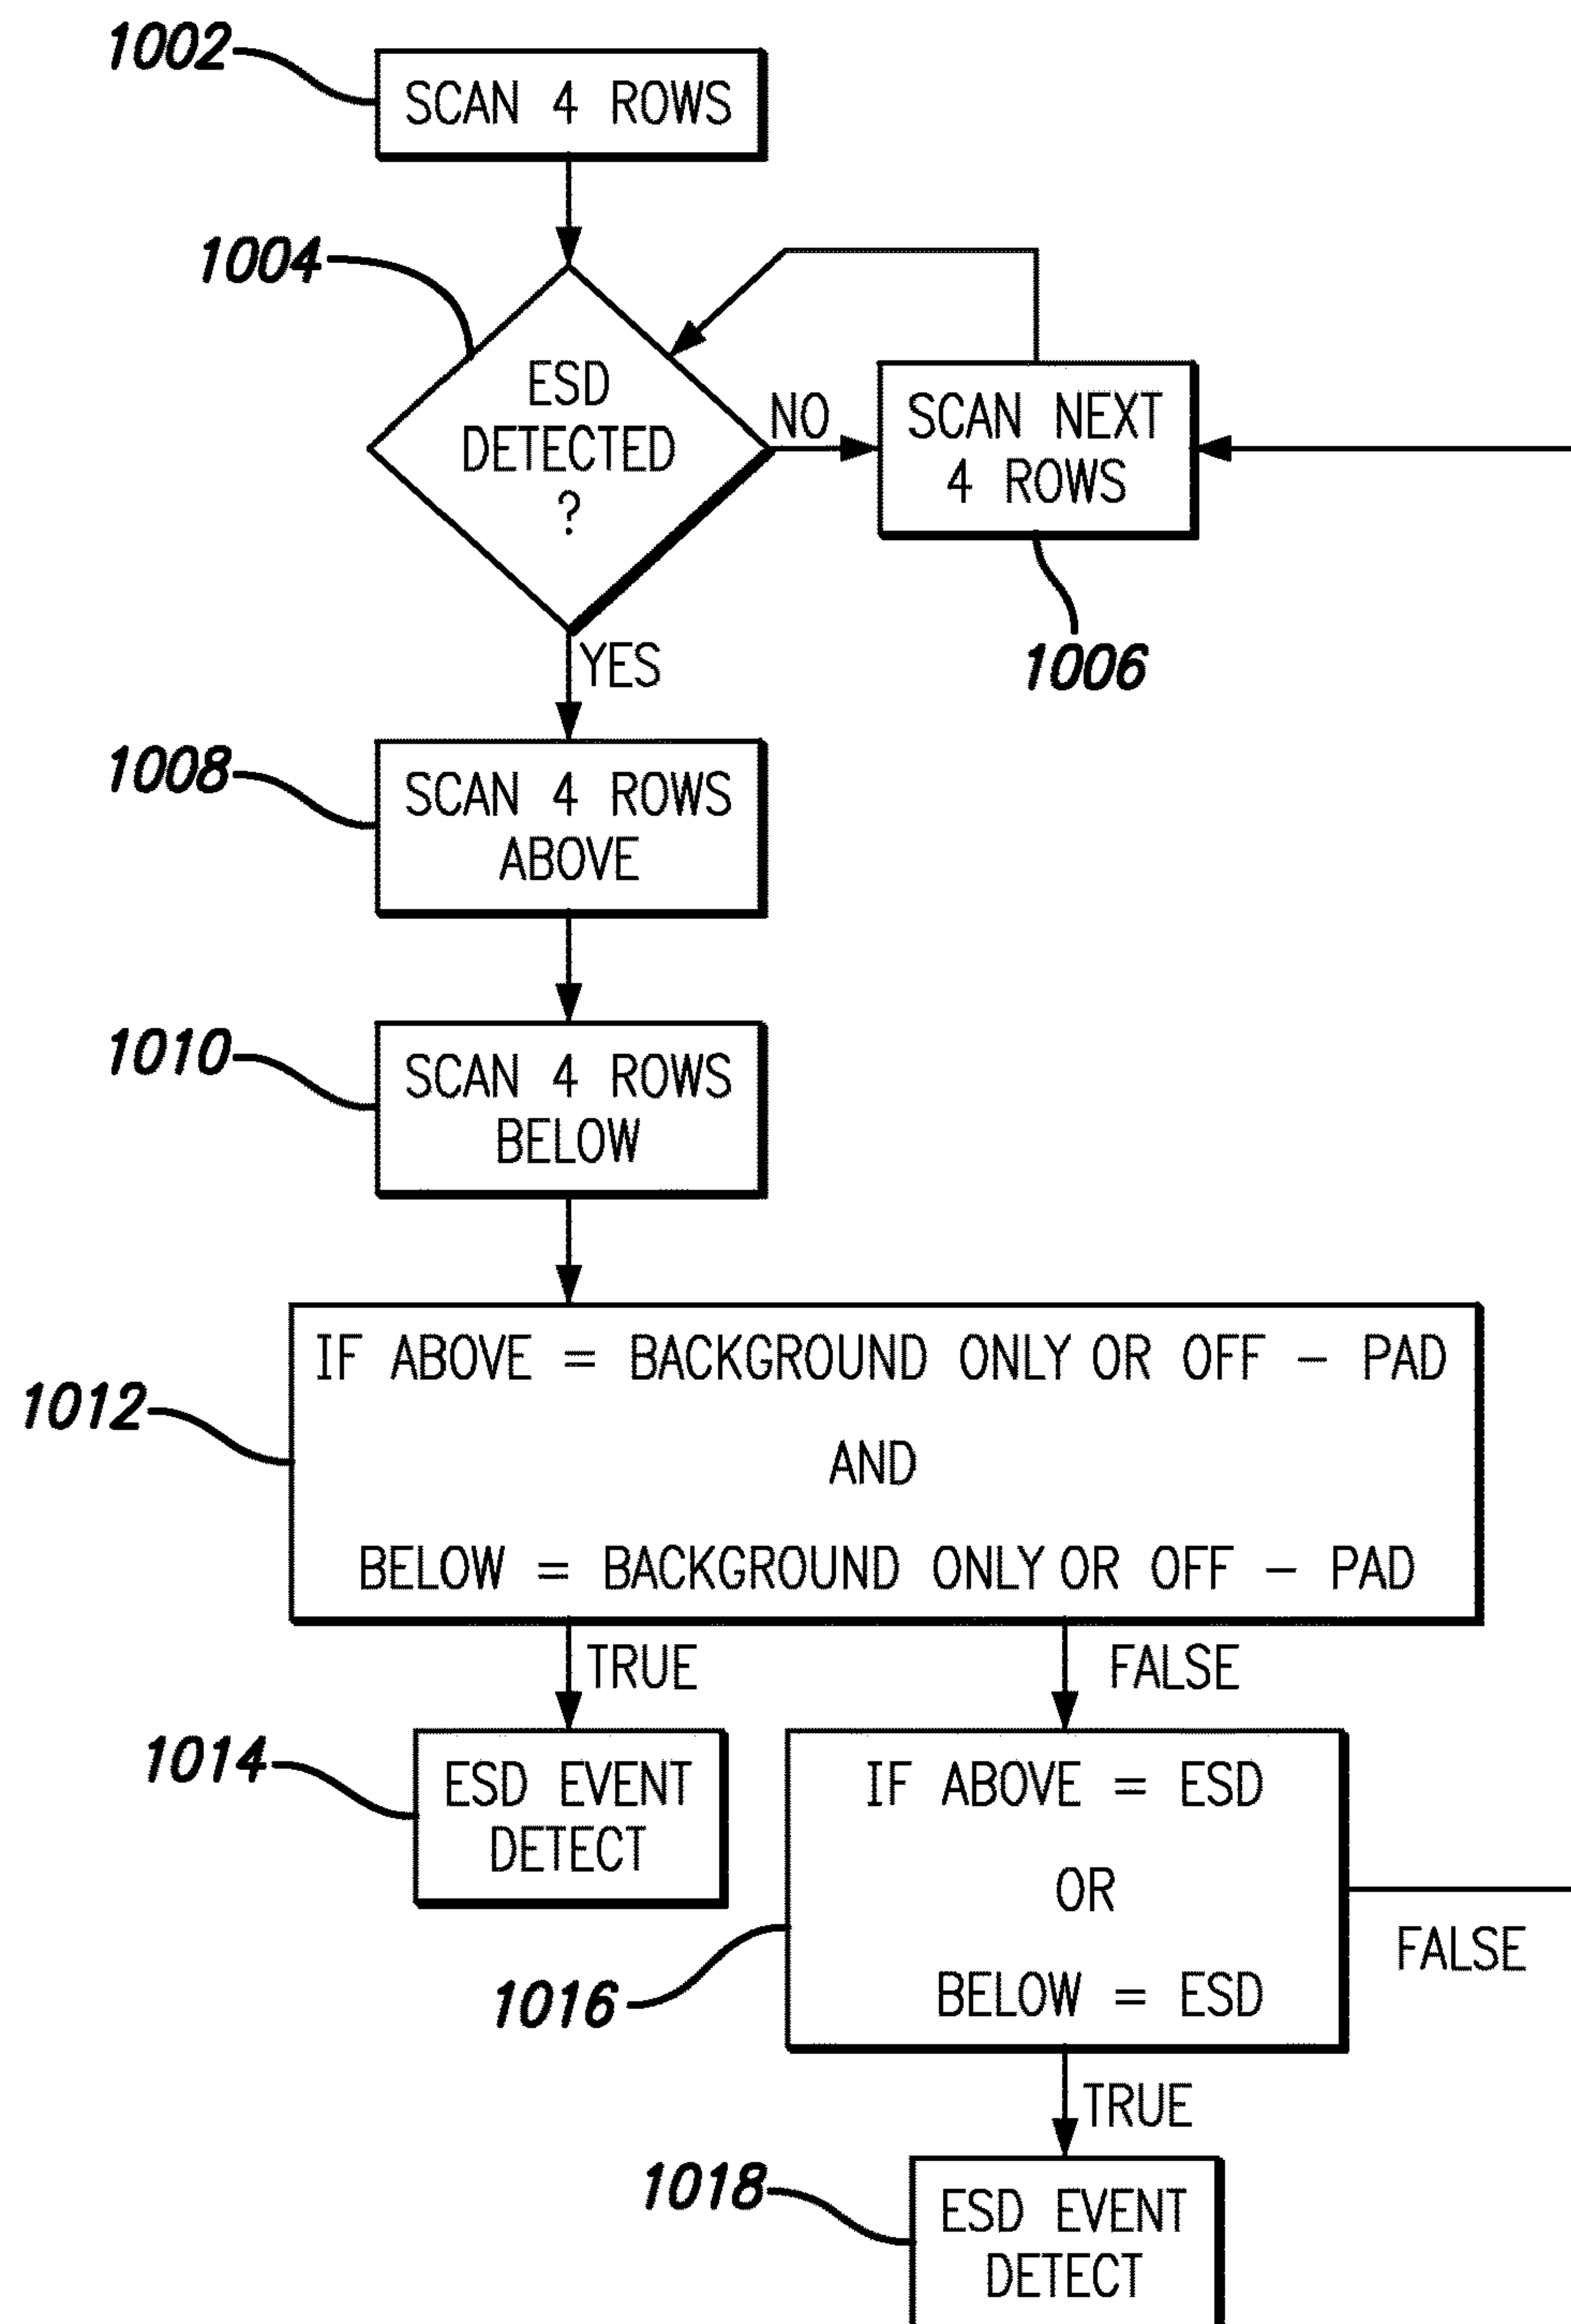 1002
SCAN 4 ROWS
1004
ESD
DETECTED
?
NO
SCAN NEXT
4 ROWS
1006
YES
1008
SCAN 4 ROWS
ABOVE
1010
SCAN 4 ROWS
BELOW
1012
IF ABOVE = BACKGROUND ONLY OR OFF - PAD
AND
BELOW = BACKGROUND ONLY OR OFF - PAD
TRUE
FALSE
1014
ESD EVENT
DETECT
1016
IF ABOVE = ESD
OR
BELOW = ESD
FALSE
TRUE
1018
ESD EVENT
DETECT